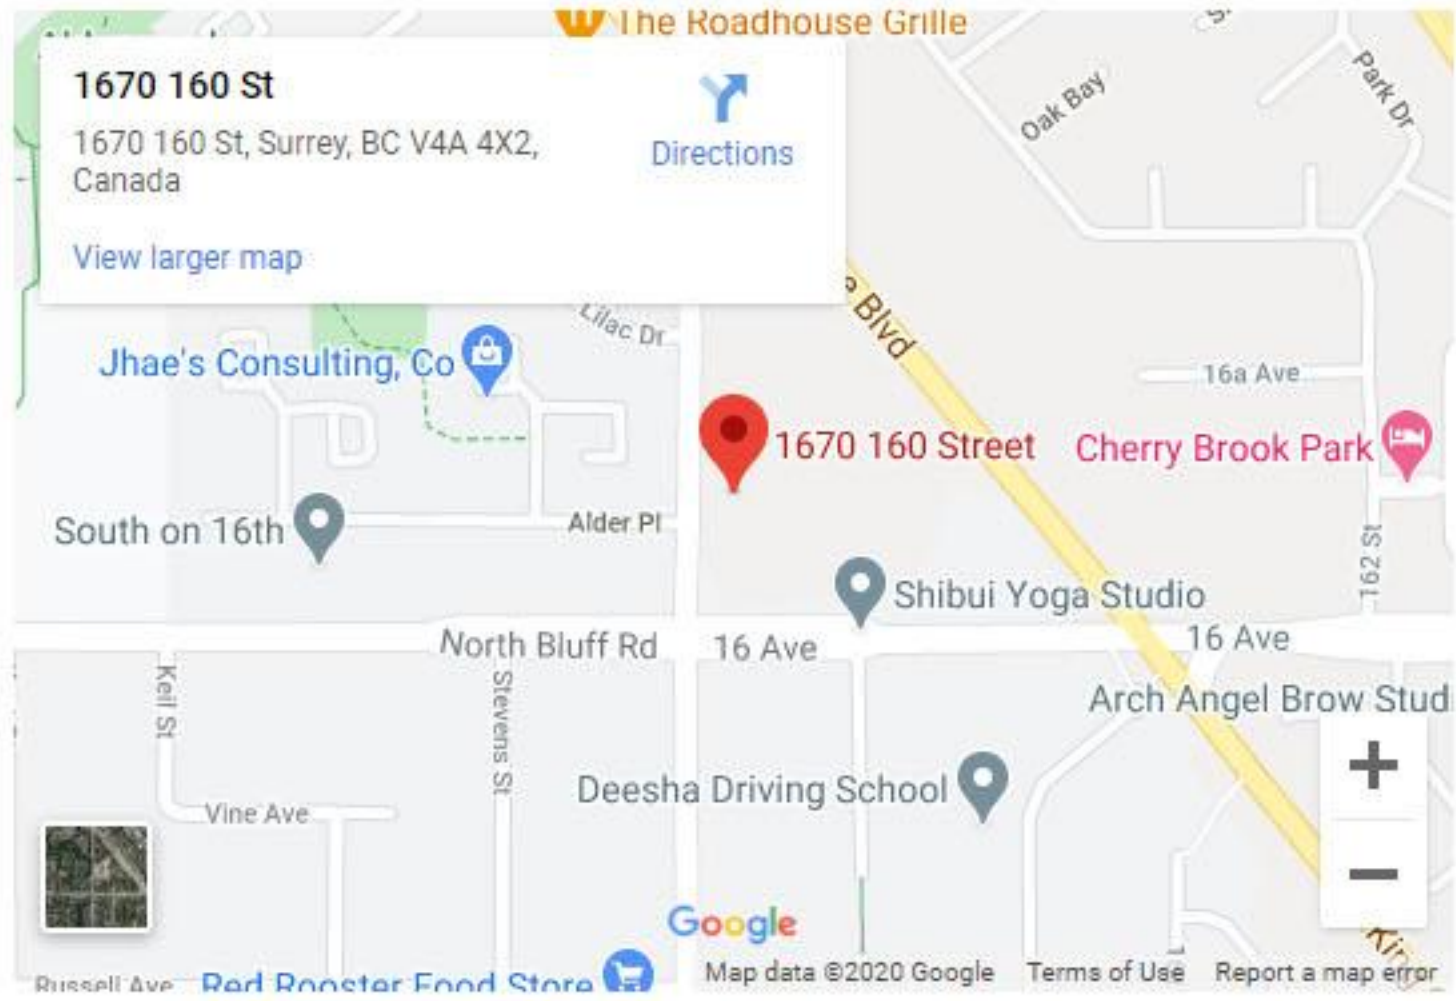 The Roadhouse Grille
1670 160 St
1670 160 St, Surrey, BC V4A 4X2,
Canada
Directions
View larger map
Oak Bay
Park Dr
Blvd
Lilac Dr
Jhae's Consulting, Co
16a Ave
1670 160 Street
Cherry Brook Park
South on 16th
Alder Pl
162 St
Shibui Yoga Studio
North Bluff Rd
16 Ave
16 Ave
Keil St
Stevens St
Arch Angel Brow Stud
Deesha Driving School
Vine Ave
+
−
Google
Russell Ave
Red Rooster Food Store
Map data ©2020 Google
Terms of Use
Report a map error